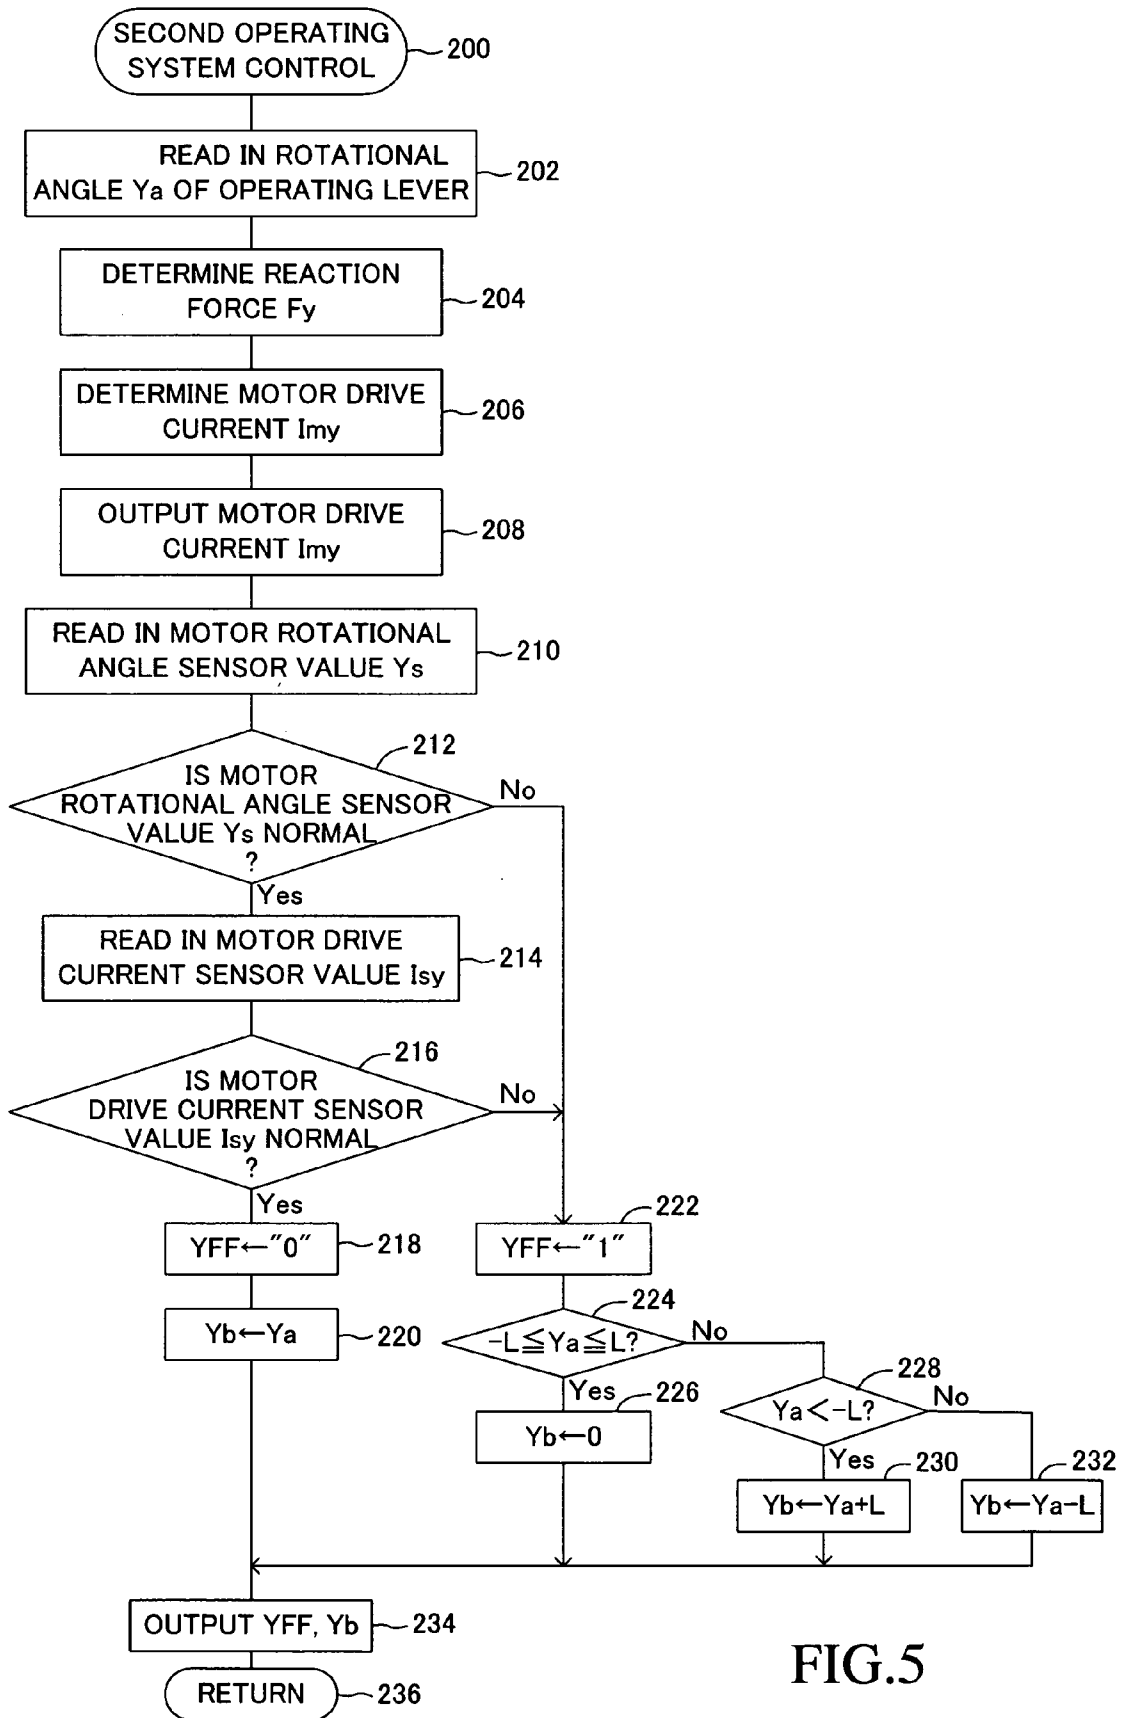 SECOND OPERATING
SYSTEM CONTROL
200
READ IN ROTATIONAL
ANGLE Ya OF OPERATING LEVER
202
DETERMINE REACTION
FORCE Fy
204
DETERMINE MOTOR DRIVE
CURRENT Imy
206
OUTPUT MOTOR DRIVE
CURRENT Imy
208
READ IN MOTOR ROTATIONAL
ANGLE SENSOR VALUE Ys
210
212
IS MOTOR
ROTATIONAL ANGLE SENSOR
VALUE Ys NORMAL
?
No
Yes
READ IN MOTOR DRIVE
CURRENT SENSOR VALUE Isy
214
216
IS MOTOR
DRIVE CURRENT SENSOR
VALUE Isy NORMAL
?
No
Yes
YFF←"0"
218
Yb←Ya
220
222
YFF←"1"
224
-L≦Ya≦L?
No
Yes
226
Yb←0
228
Ya<-L?
No
Yes
230
Yb←Ya+L
232
Yb←Ya-L
OUTPUT YFF, Yb
234
RETURN
236
FIG.5